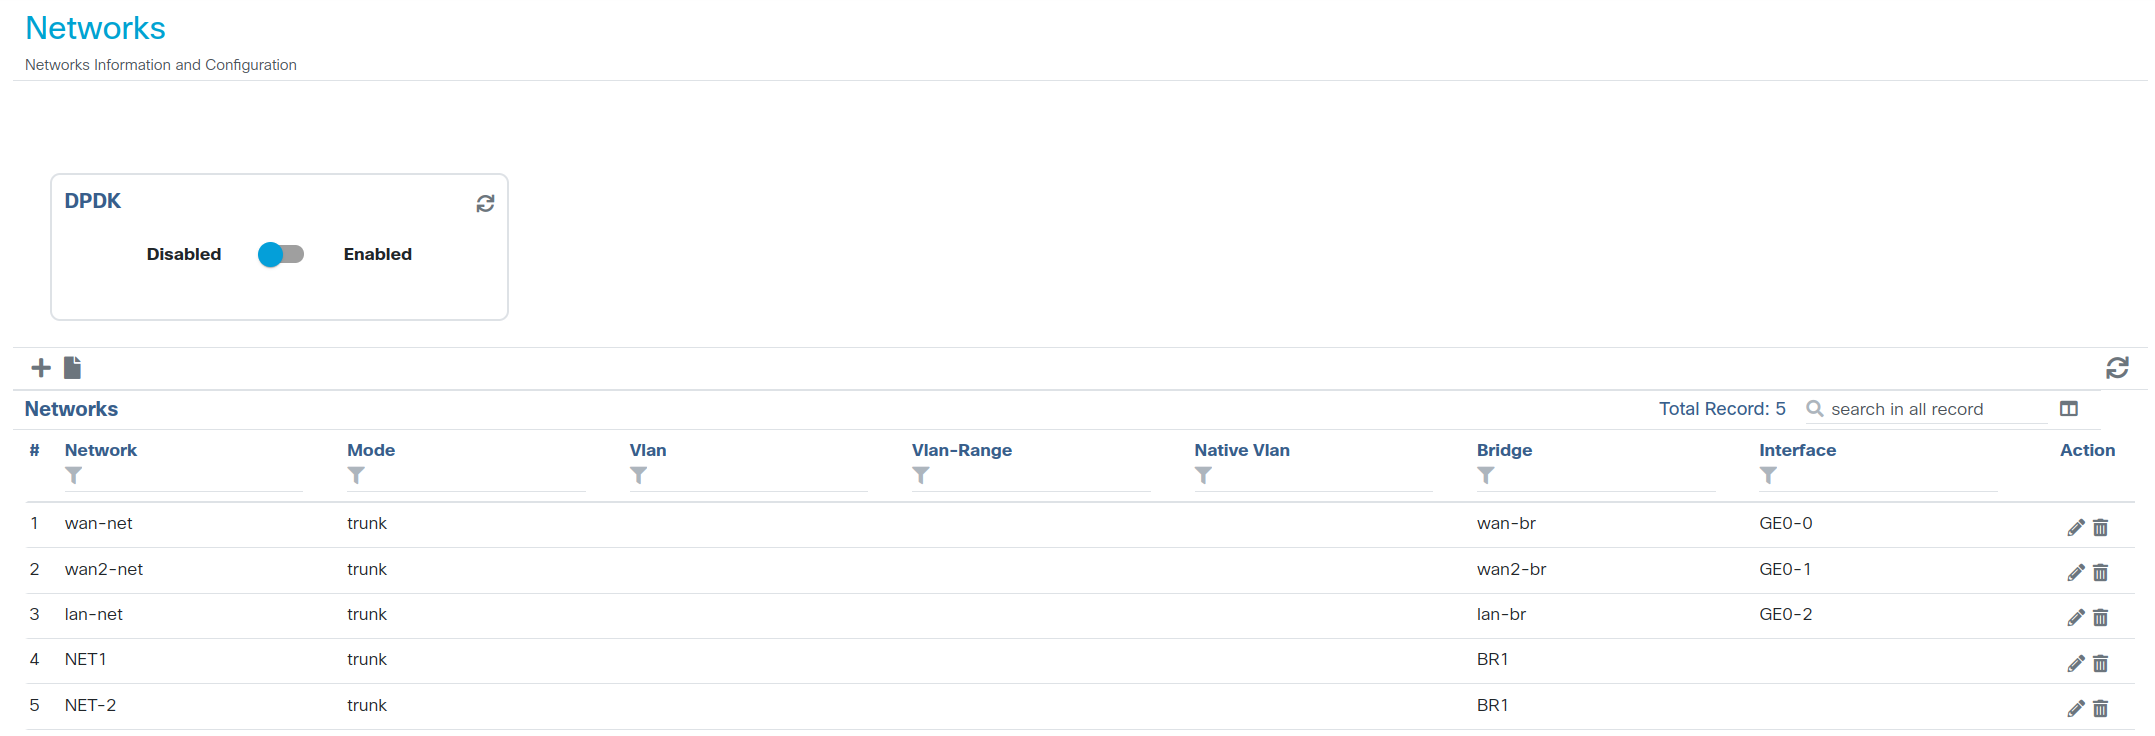 Networks
Networks Information and Configuration
DPDK
Disabled Enabled
Networks Total Record: 5 search in all record
# Network Mode Vlan Vlan-Range Native Vlan Bridge Interface Action
1 wan-net trunk wan-br GE0-0
2 wan2-net trunk wan2-br GE0-1
3 lan-net trunk lan-br GE0-2
4 NET1 trunk BR1
5 NET-2 trunk BR1